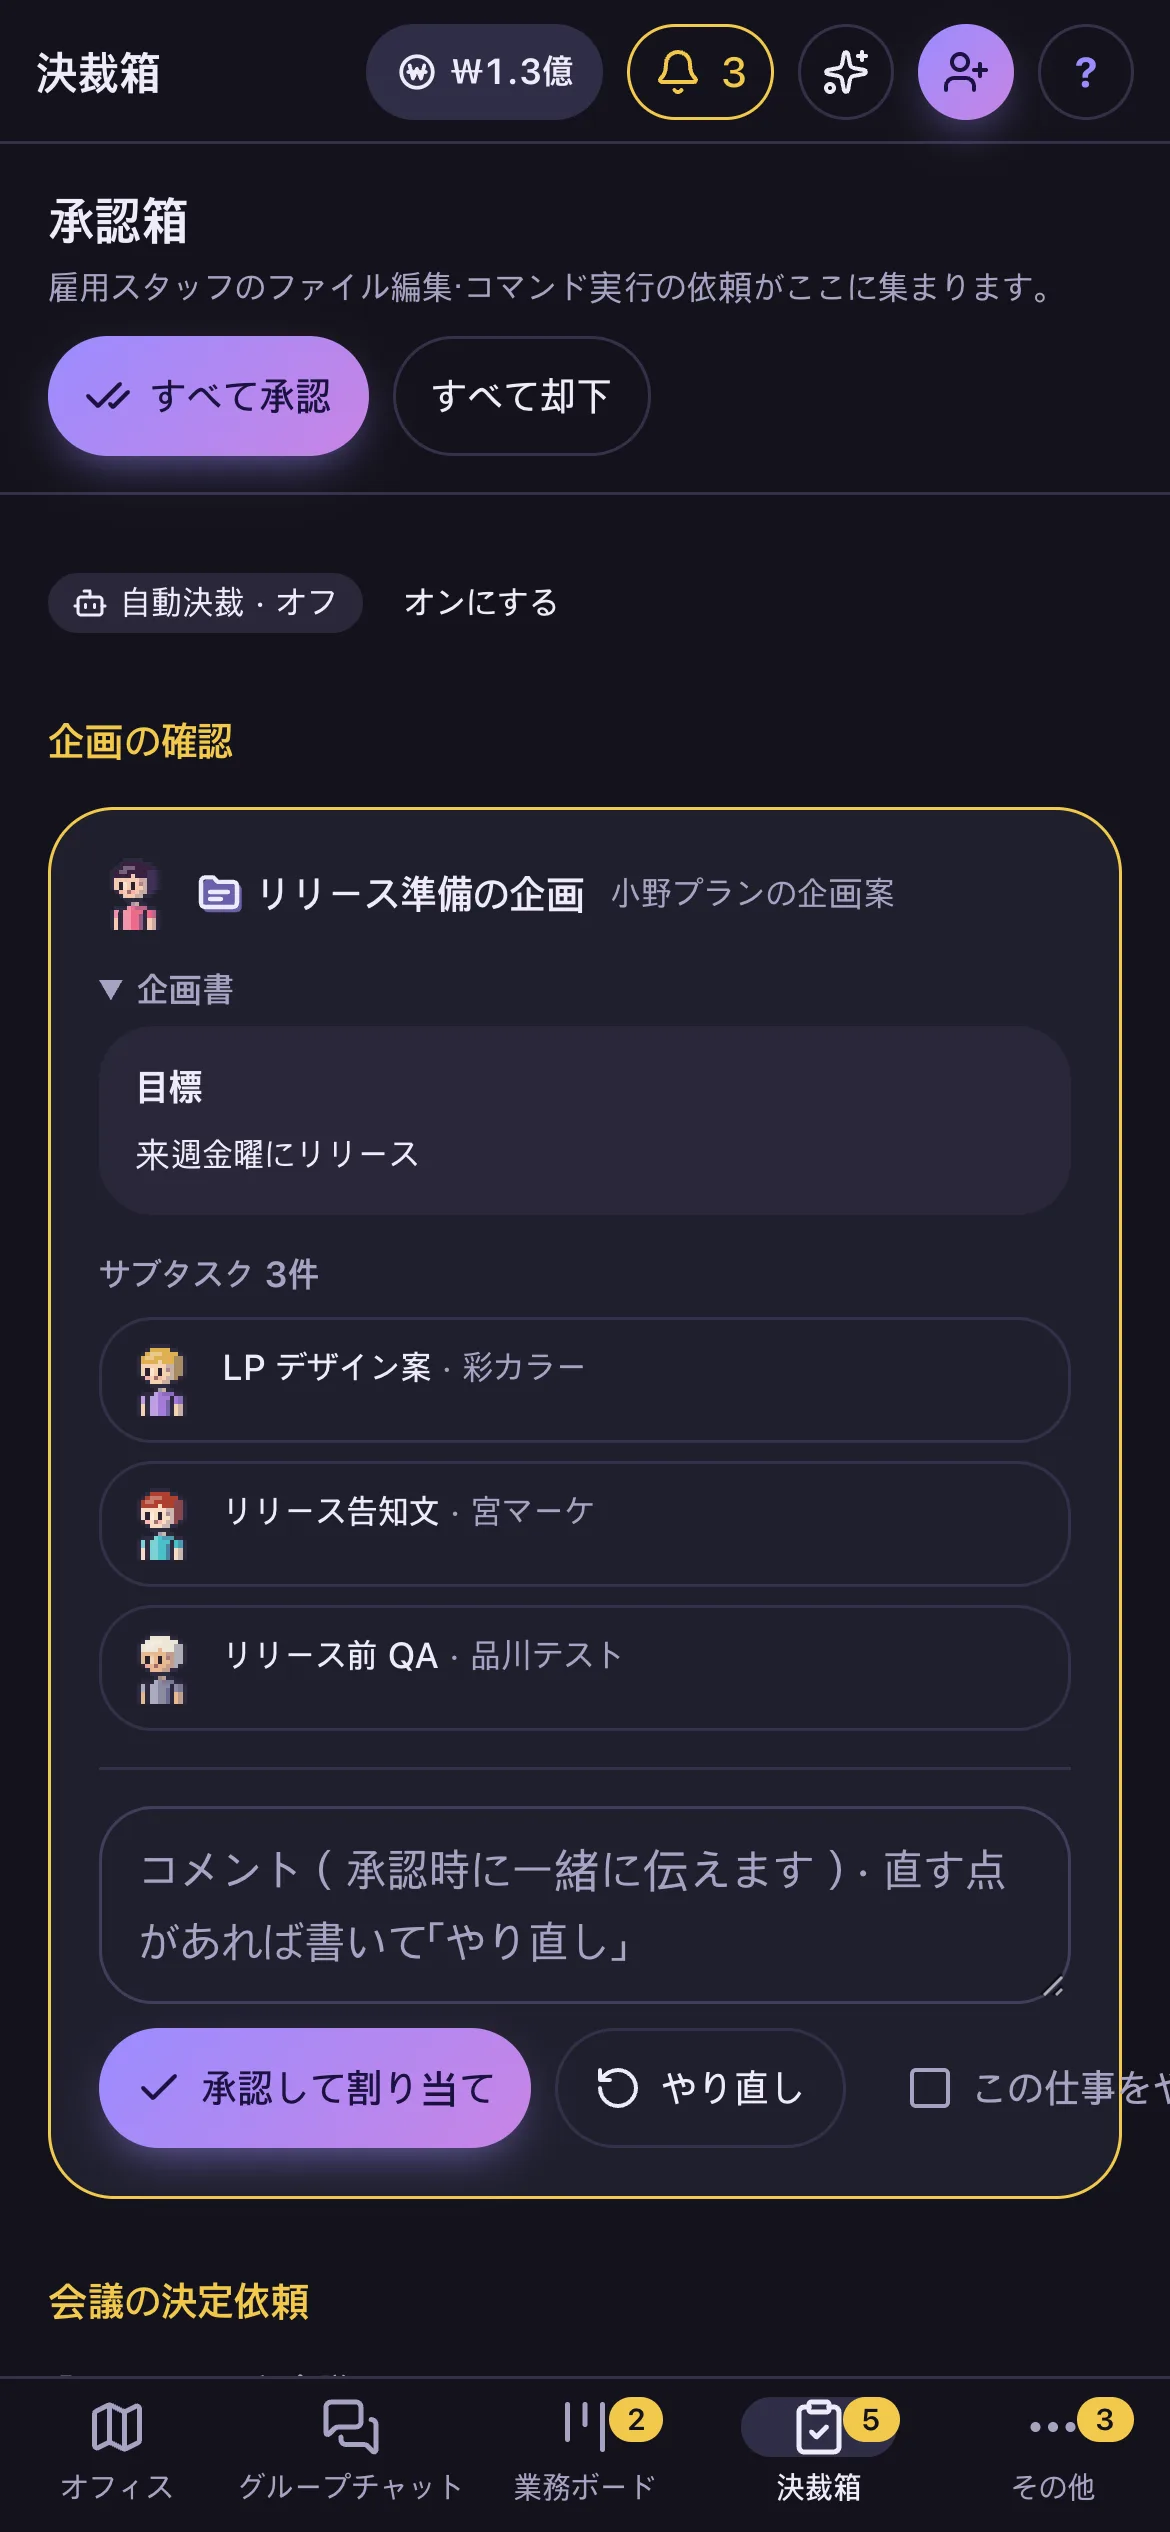 決裁箱
₩1.3億
3
?
承認箱
雇用スタッフのファイル編集·コマンド実行の依頼がここに集まります。
すべて承認
すべて却下
自動決裁 · オフ
オンにする
企画の確認
リリース準備の企画 小野プランの企画案
▼ 企画書
目標
来週金曜にリリース
サブタスク 3件
LP デザイン案 · 彩カラー
リリース告知文 · 宮マーケ
リリース前 QA · 品川テスト
コメント ( 承認時に一緒に伝えます ) · 直す点
があれば書いて「やり直し」
承認して割り当て
やり直し
この仕事を
会議の決定依頼
2
5
3
オフィス
グループチャット
業務ボード
決裁箱
その他